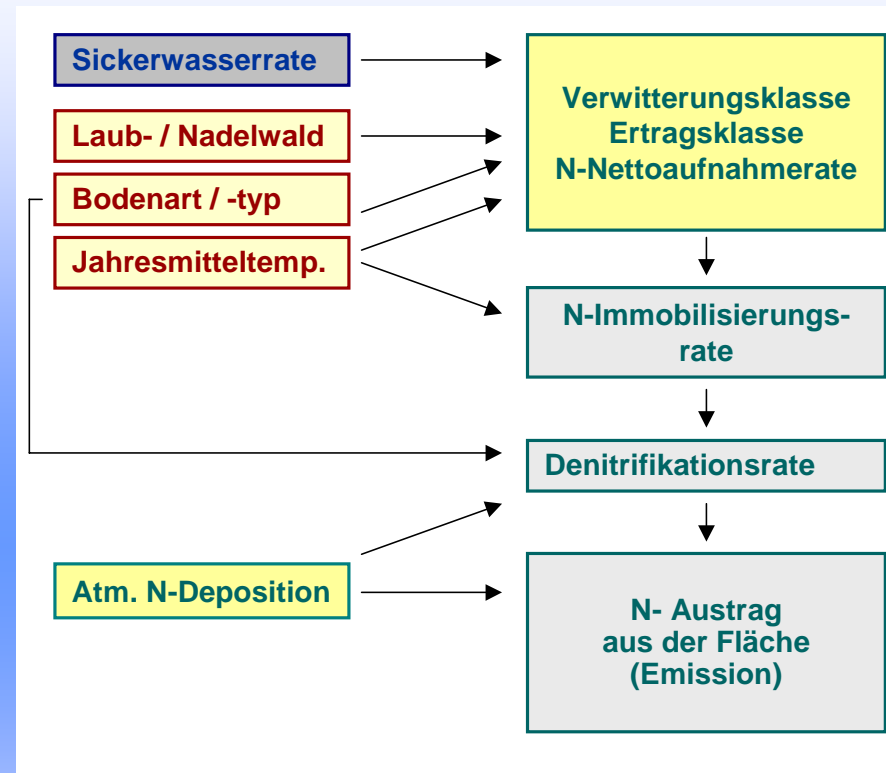 Sickerwasserrate
Laub- / Nadelwald
Bodenart / -typ
Jahresmitteltemp.
Atm. N-Deposition
Verwitterungsklasse
Ertragsklasse
N-Nettoaufnahmerate
N-Immobilisierungs-
rate
Denitrifikationsrate
N- Austrag
aus der Fläche
(Emission)